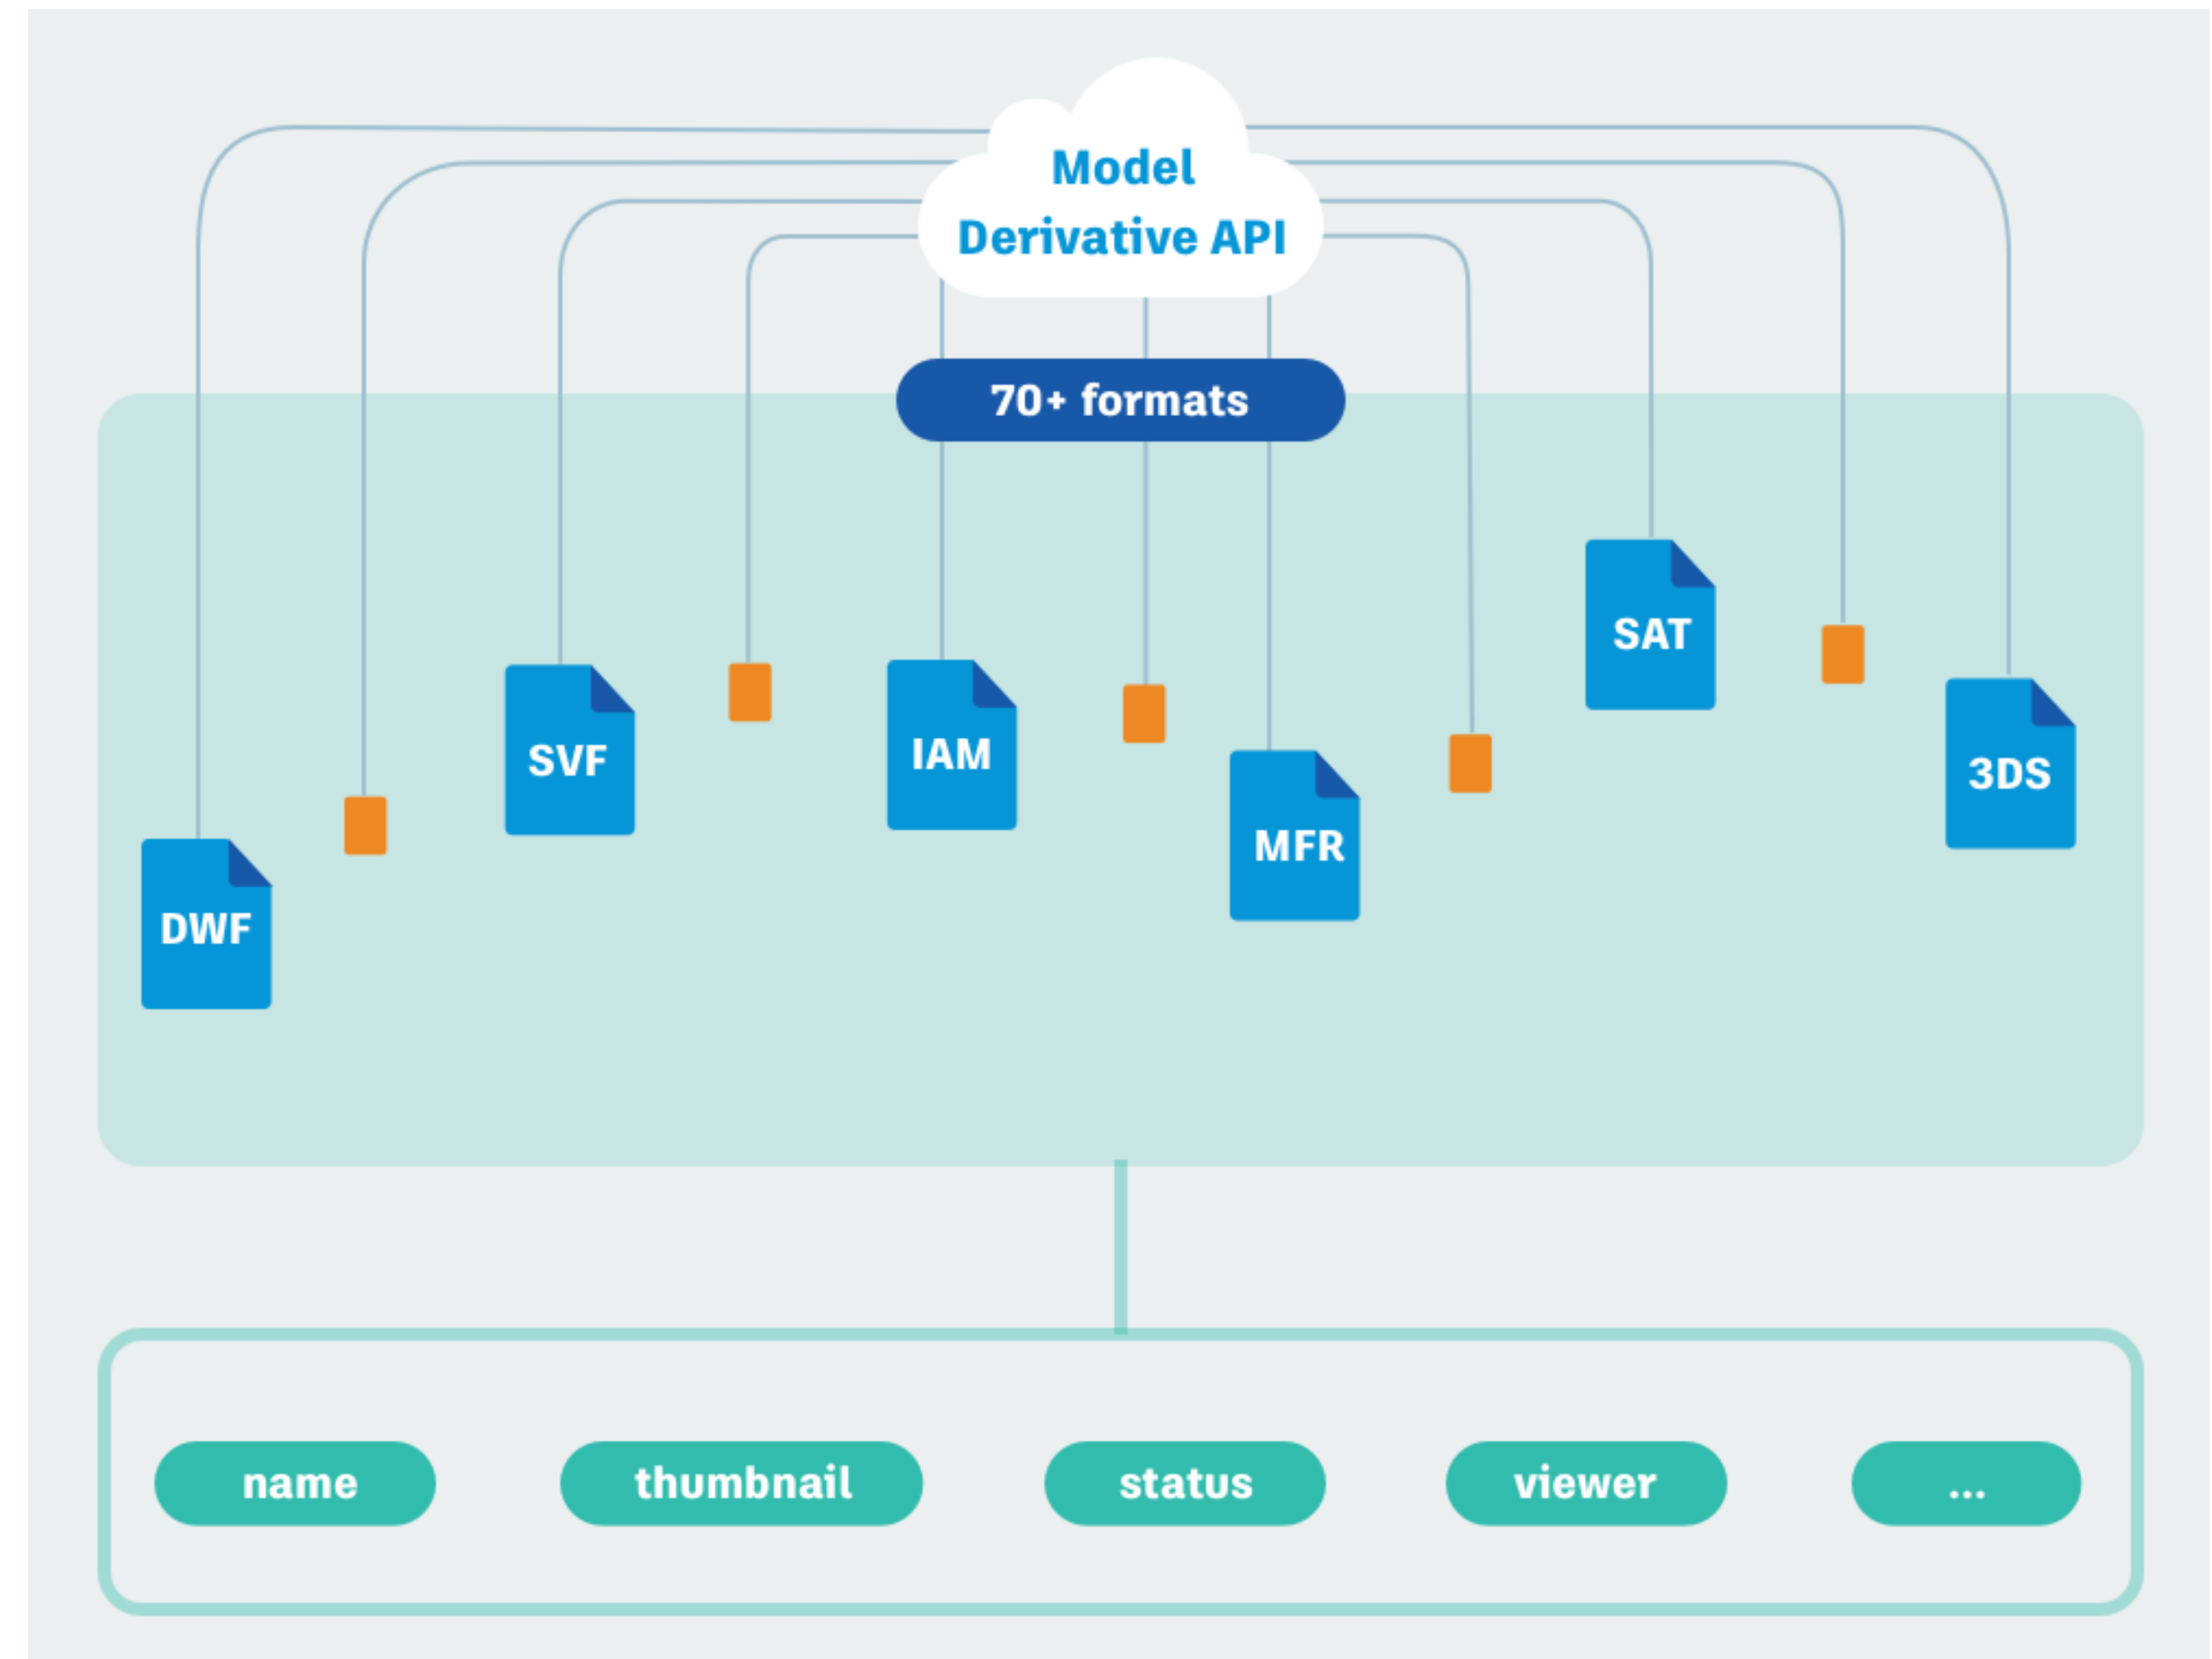 Model
Derivative API
70+ formats
SAT
SVF
IAM
3DS
MFR
DWF
name
thumbnail
status
viewer
...